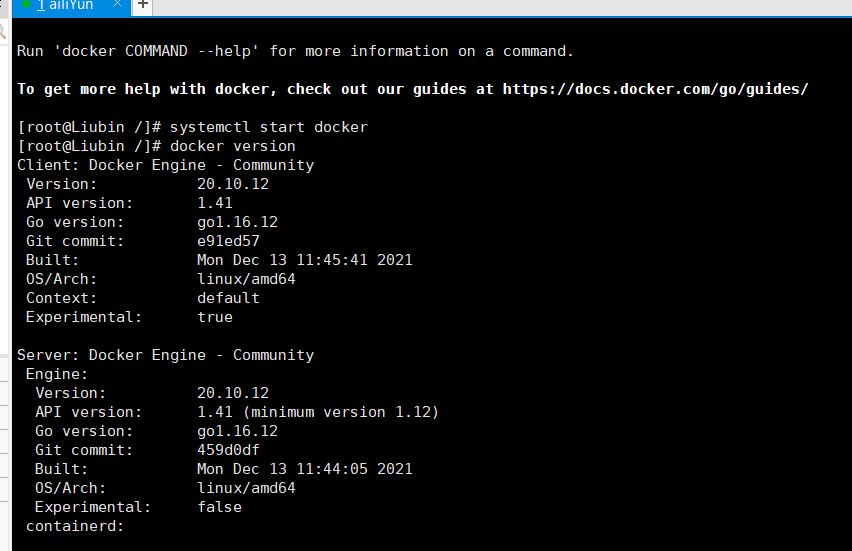 1 ailiYun × +
Run 'docker COMMAND --help' for more information on a command.
To get more help with docker, check out our guides at https://docs.docker.com/go/guides/
[root@Liubin /]# systemctl start docker
[root@Liubin /]# docker version
Client: Docker Engine - Community
Version: 20.10.12
API version: 1.41
Go version: go1.16.12
Git commit: e91ed57
Built: Mon Dec 13 11:45:41 2021
OS/Arch: linux/amd64
Context: default
Experimental: true
Server: Docker Engine - Community
Engine:
Version: 20.10.12
API version: 1.41 (minimum version 1.12)
Go version: go1.16.12
Git commit: 459d0df
Built: Mon Dec 13 11:44:05 2021
OS/Arch: linux/amd64
Experimental: false
containerd: